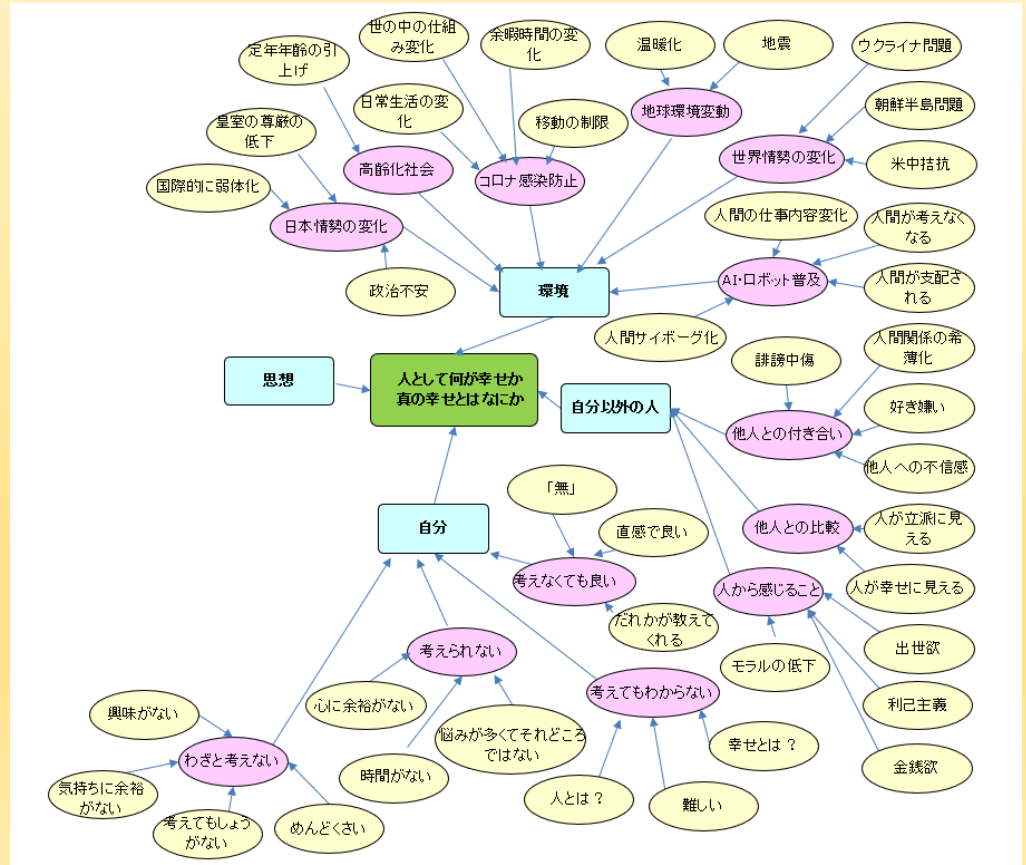 世の中の仕組
み変化
余暇時間の変
化
温暖化
地震
ウクライナ問題
定年年齢の引
上げ
日常生活の変
化
移動の制限
地球環境変動
朝鮮半島問題
皇室の尊厳の
低下
高齢化社会
コロナ感染防止
世界情勢の変化
米中拮抗
国際的に弱体化
日本情勢の変化
人間の仕事内容変化
人間が考えなく
なる
政治不安
環境
AI・ロボット普及
人間が支配さ
れる
人間サイボーグ化
誹謗中傷
人間関係の希
薄化
思想
人として何が幸せか
真の幸せとはなにか
自分以外の人
好き嫌い
他人との付き合い
他人への不信感
「無」
自分
直感で良い
他人との比較
人が立派に見
える
考えなくても良い
人から感じること
人が幸せに見える
だれかが教えて
くれる
考えられない
モラルの低下
出世欲
心に余裕がない
考えてもわからない
利己主義
興味がない
悩みが多くてそれどころ
ではない
幸せとは？
わざと考えない
時間がない
金銭欲
気持ちに余裕
がない
人とは？
難しい
考えてもしょう
がない
めんどくさい